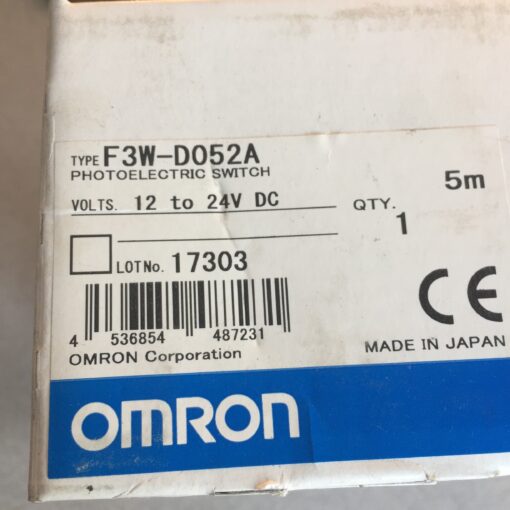 TYPE F3W-D052A
PHOTOELECTRIC SWITCH
5m
VOLTS. 12 to 24V DC
QTY. 1
LOT No. 17303
CE
4 536854 487231
OMRON Corporation
MADE IN JAPAN
OMRON